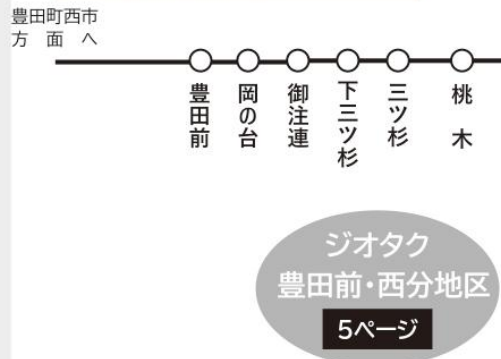 豊田町西市
方面へ
豊田前
岡の台
御注連
下三ツ杉
三ツ杉
桃木
ジオタク
豊田前・西分地区
5ページ